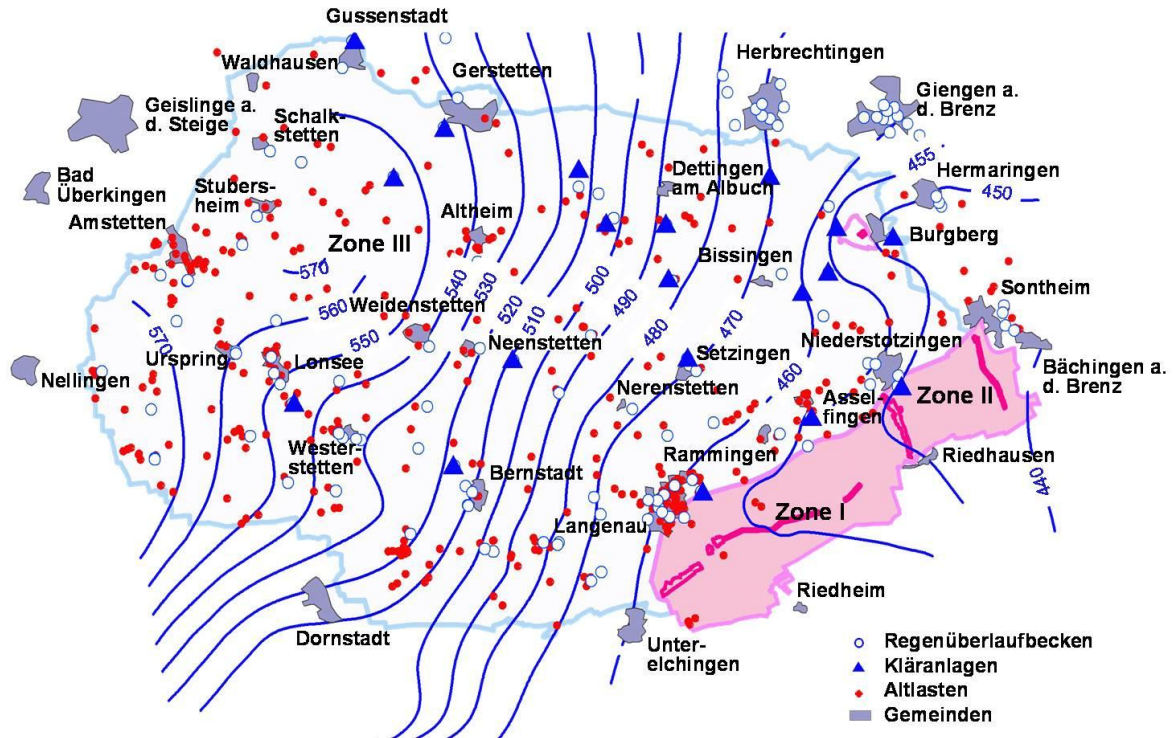 Gussenstadt
Waldhausen
Gerstetten
Herbrechtingen
Geislinge a.
d. Steige
Schalk-
stetten
Giengen a.
d. Brenz
455
Bad
Überkingen
Stubers-
heim
Dettingen
am Albuch
Hermaringen
450
Amstetten
Altheim
Zone III
Burgberg
Bissingen
570
540
530
520
510
500
490
480
470
560
550
Weidenstetten
Sontheim
570
Urspring
Lonsee
Neenstetten
Setzingen
Niederstotzingen
Nellingen
Nerenstetten
460
Bächingen a.
d. Brenz
Assel-
fingen
Zone II
Wester-
stetten
Rammingen
Riedhausen
Bernstadt
440
Langenau
Zone I
Riedheim
Dornstadt
Unter-
elchingen
Regenüberlaufbecken
Kläranlagen
Altlasten
Gemeinden